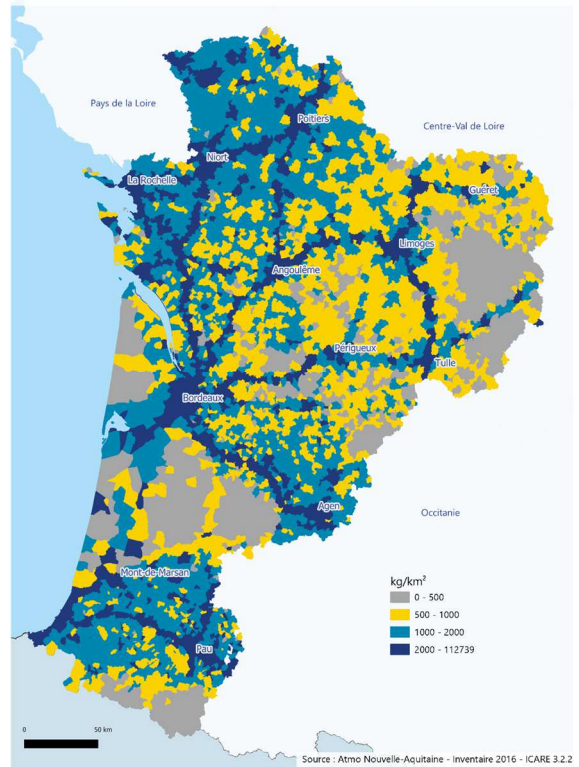 Pays de la Loire
Centre-Val de Loire
Poitiers
Niort
La Rochelle
Guéret
Limoges
Angoulême
Périgueux
Tulle
Bordeaux
Agen
Occitanie
Mont-de-Marsan
Pau
kg/km²
0 - 500
500 - 1000
1000 - 2000
2000 - 112739
0 50 km
Source : Atmo Nouvelle-Aquitaine - Inventaire 2016 - ICARE 3.2.2